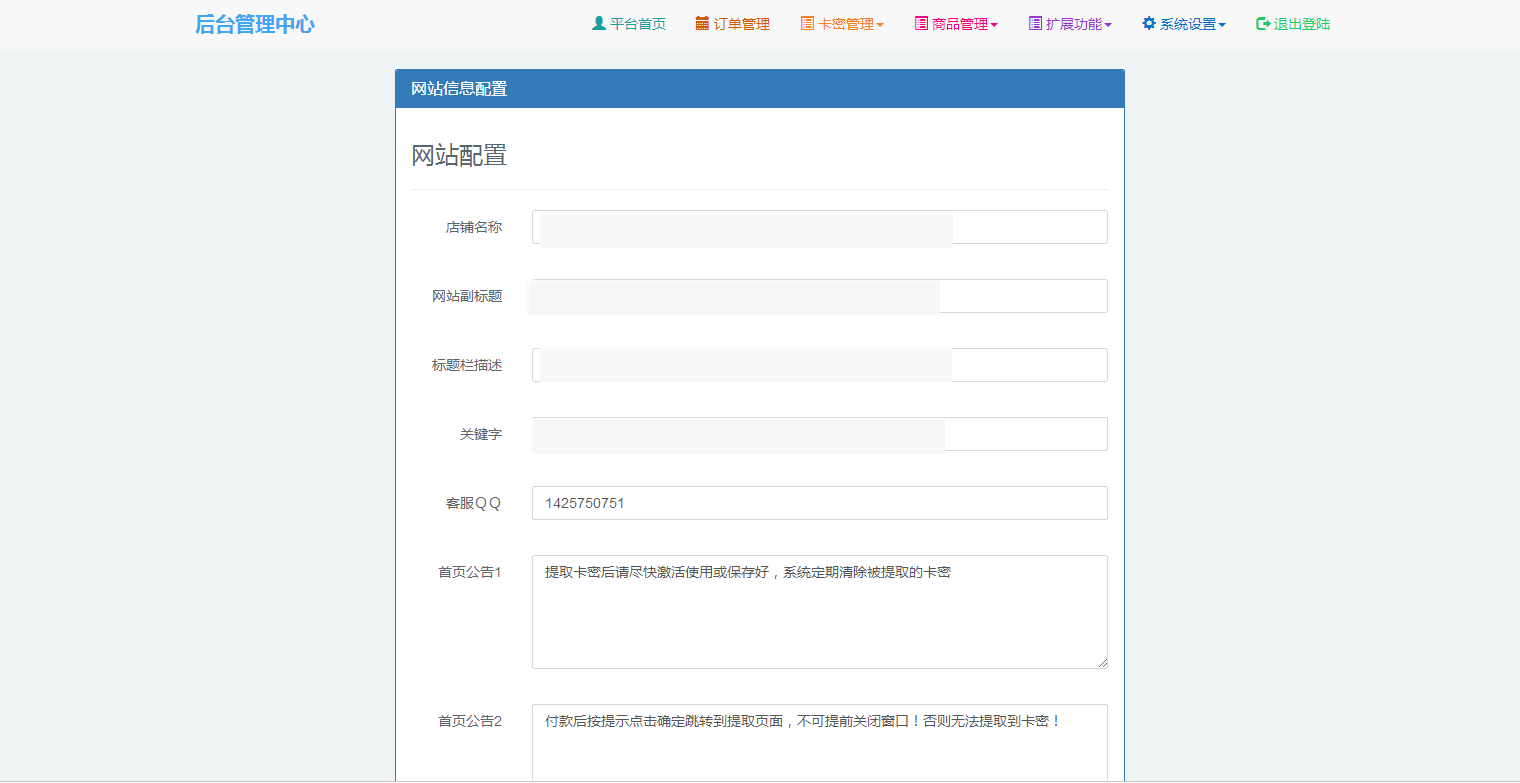 后台管理中心 平台首页 订单管理 卡密管理 商品管理 扩展功能 系统设置 退出登陆
网站信息配置
网站配置
店铺名称
网站副标题
标题栏描述
关键字
客服ＱＱ 1425750751
首页公告1 提取卡密后请尽快激活使用或保存好，系统定期清除被提取的卡密
首页公告2 付款后按提示点击确定跳转到提取页面，不可提前关闭窗口！否则无法提取到卡密！